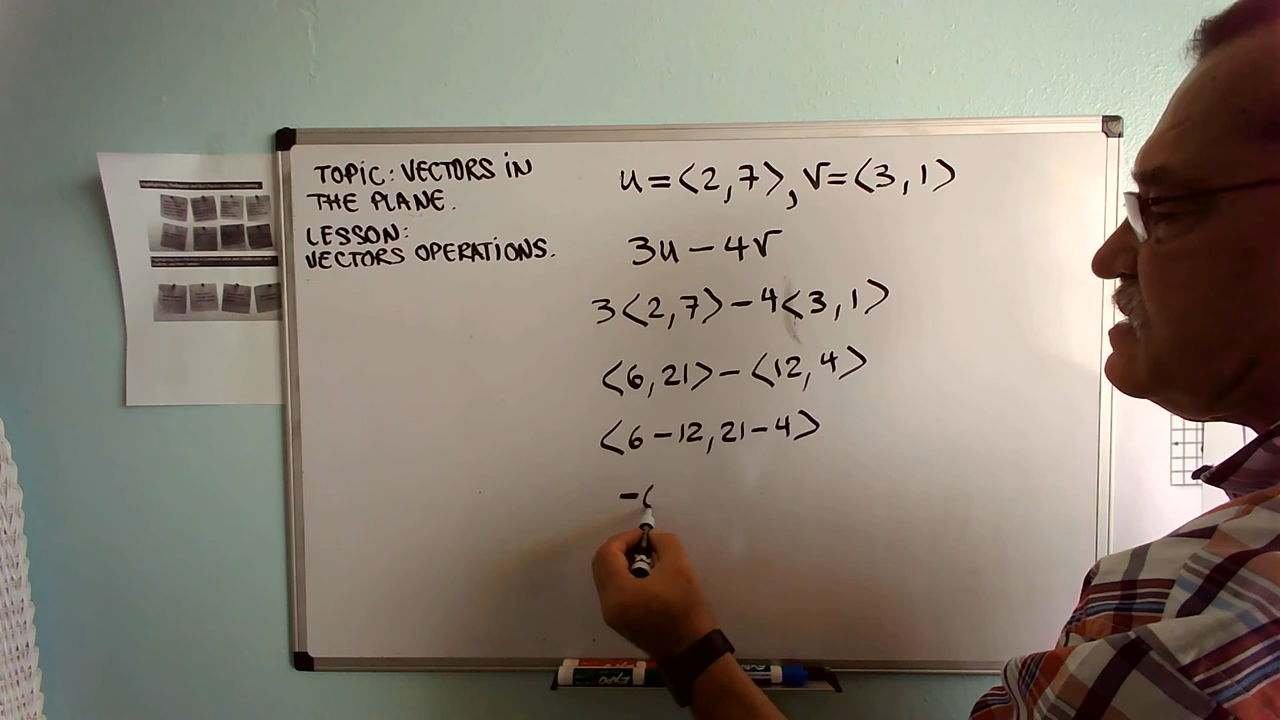 TOPIC: VECTORS IN
THE PLANE.
LESSON:
VECTORS OPERATIONS.
u=<2,7>, v=<3,1>
3u-4v
3<2,7>-4<3,1>
<6,21>-<12,4>
<6-12,21-4>
EXPO